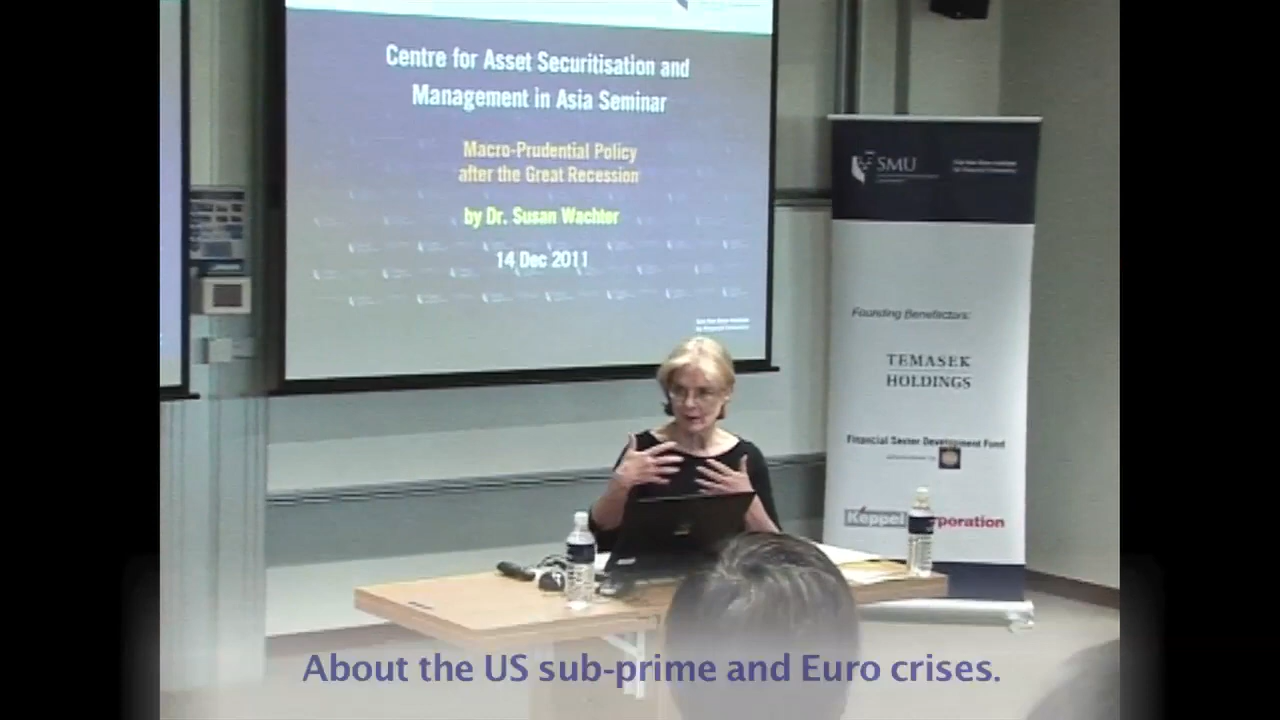 Centre for Asset Securitisation and
Management in Asia Seminar
Macro-Prudential Policy
after the Great Recession
by Dr. Susan Wachter
14 Dec 2011
SMU
Founding Benefactors:
TEMASEK
HOLDINGS
Financial Sector Development Fund
Keppel
About the US sub-prime and Euro crises.